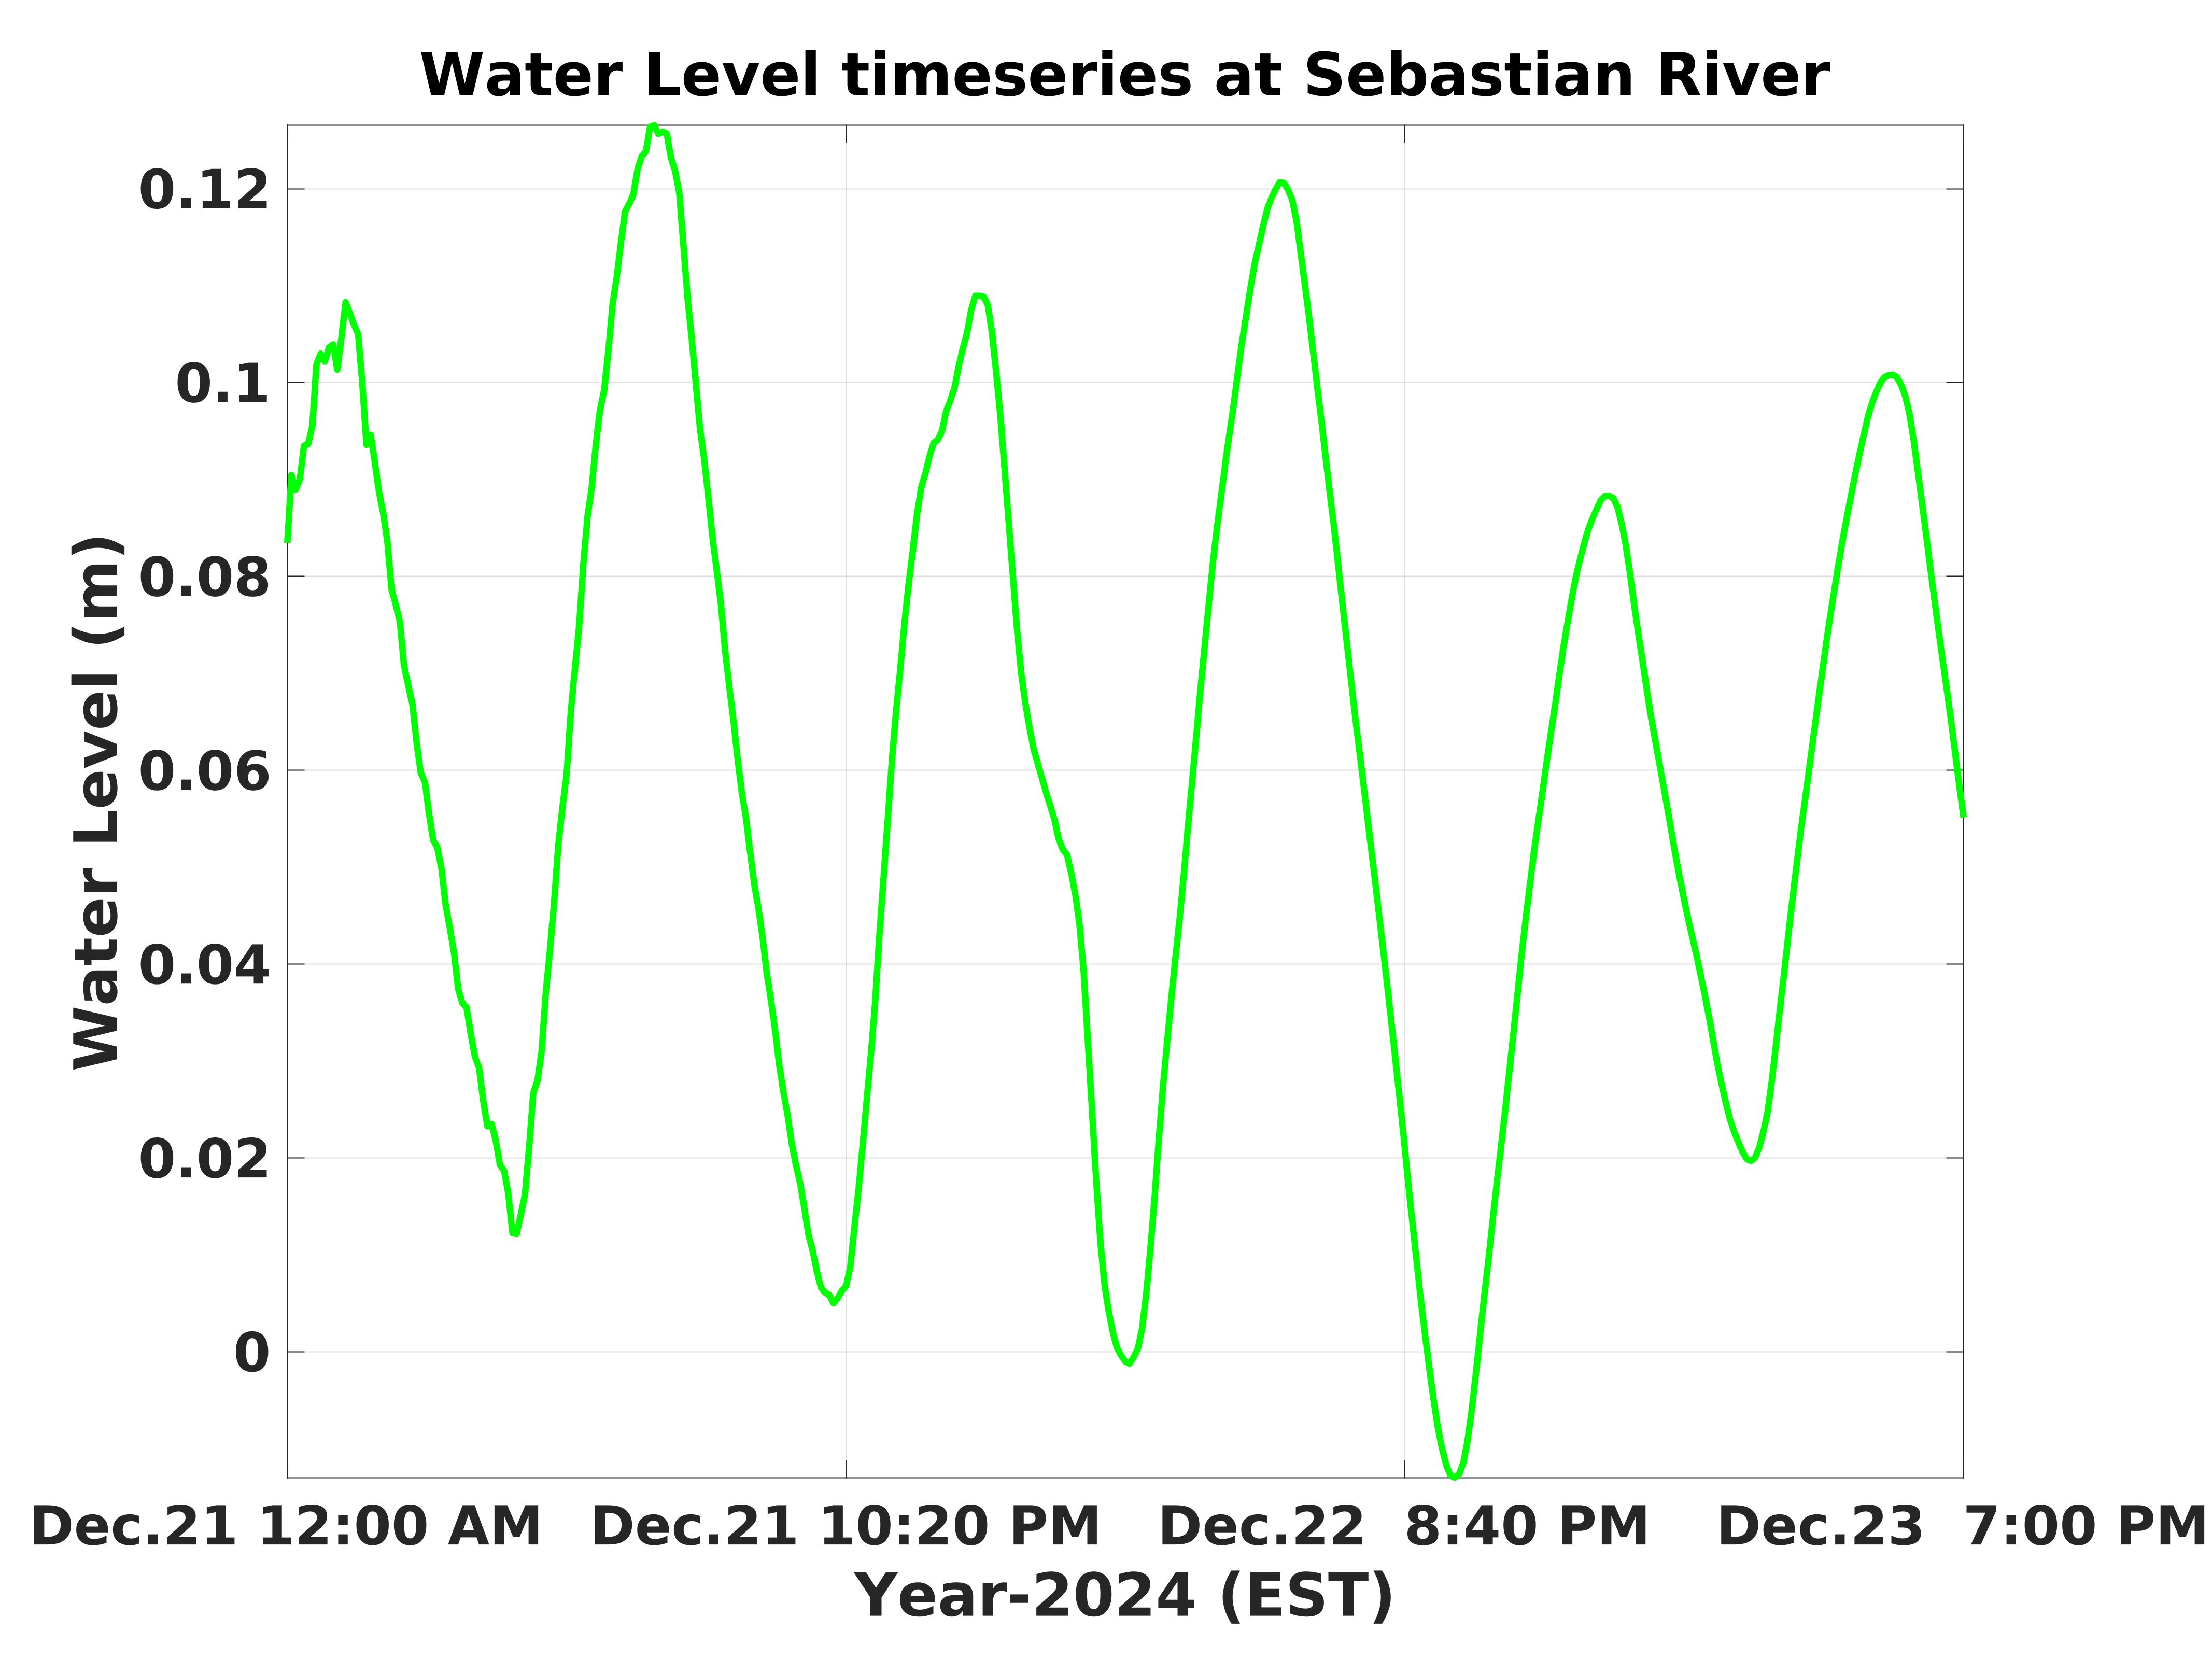 Water Level timeseries at Sebastian River
Water Level (m)
0.12
0.1
0.08
0.06
0.04
0.02
0
Dec.21 12:00 AM Dec.21 10:20 PM Dec.22 8:40 PM Dec.23 7:00 PM
Year-2024 (EST)